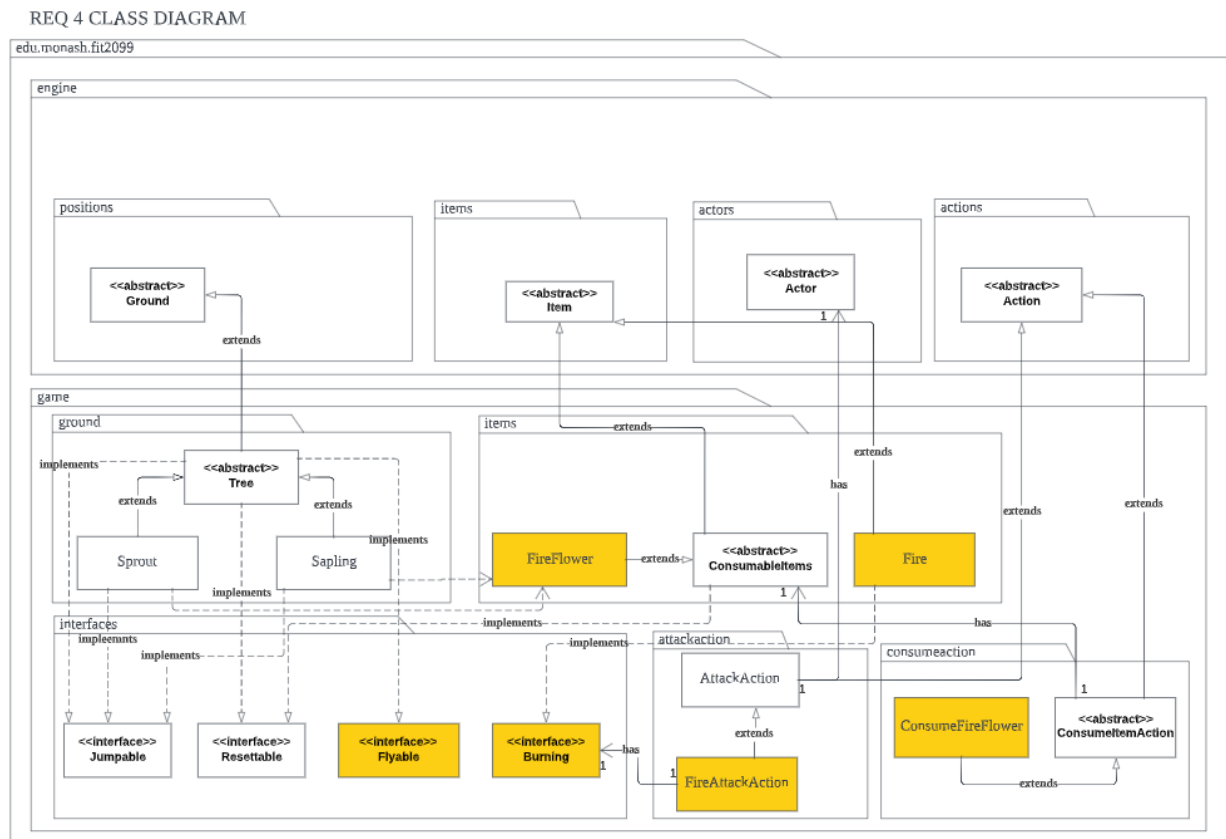 REQ 4 CLASS DIAGRAM
edu.monash.fit2099
engine
positions
items
actors
actions
<<abstract>>
Ground
<<abstract>>
Item
<<abstract>>
Actor
<<abstract>>
Action
1
extends
game
ground
items
extends
implements
<<abstract>>
Tree
extends
extends
extends
has
extends
extends
implements
Sprout
Sapling
FireFlower
extends
<<abstract>>
ConsumableItems
Fire
implements
1
interfaces
implements
has
impleemnts
implements
implements
attackaction
consumeaction
AttackAction
1
1
<<interface>>
Jumpable
<<interface>>
Resettable
<<interface>>
Flyable
<<interface>>
Burning
has
1
1
extends
FireAttackAction
ConsumeFireFlower
<<abstract>>
ConsumeItemAction
extends